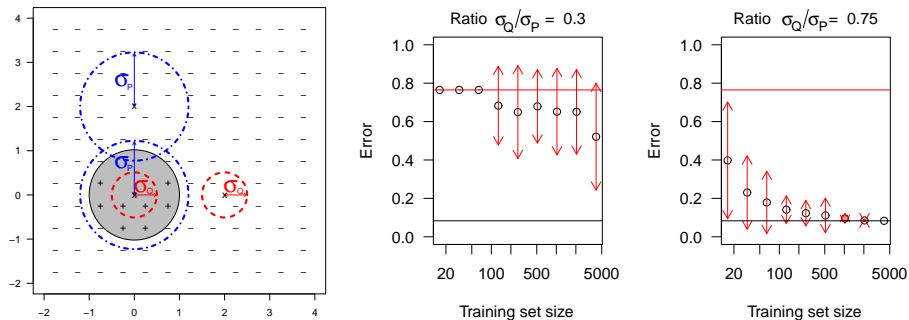 4
3
2
1
0
−1
−2
−2 −1 0 1 2 3 4
σP
σP
σQ
σQ
Ratio σQ/σP = 0.3
Error
1.0
0.8
0.6
0.4
0.2
0.0
20 100 500 5000
Training set size
Ratio σQ/σP = 0.75
Error
1.0
0.8
0.6
0.4
0.2
0.0
20 100 500 5000
Training set size